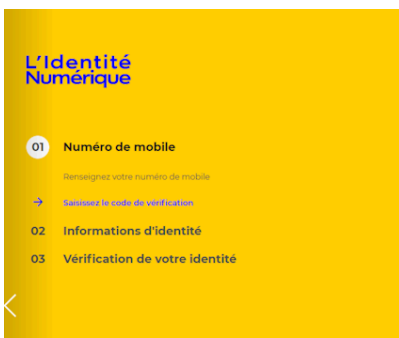 L'Identité
Numérique
01 Numéro de mobile
Renseignez votre numéro de mobile
→ Saisissez le code de vérification
02 Informations d'identité
03 Vérification de votre identité